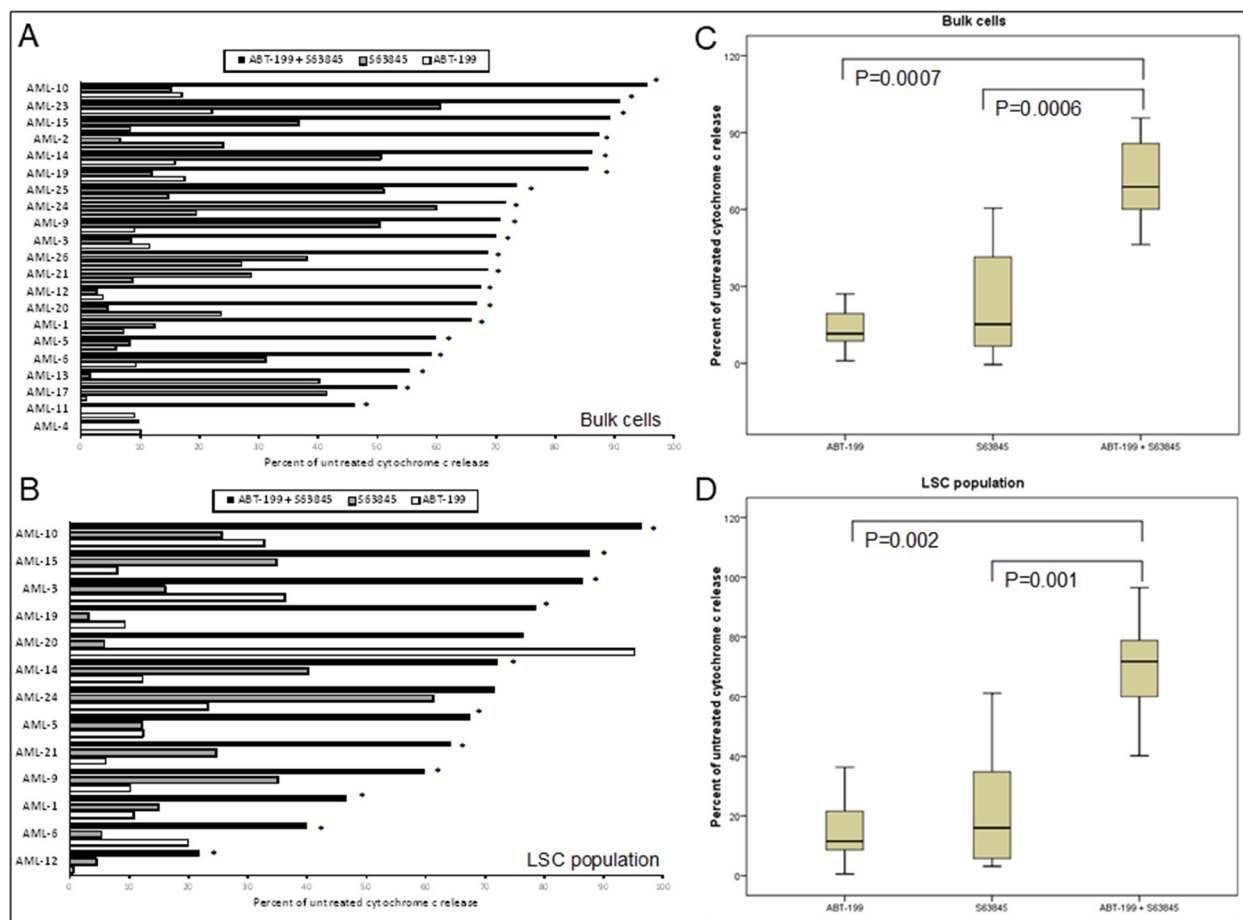 A
ABT-199 + S63845 S63845 ABT-199
AML-10
AML-23
AML-15
AML-2
AML-14
AML-19
AML-25
AML-24
AML-9
AML-3
AML-26
AML-21
AML-12
AML-20
AML-1
AML-5
AML-6
AML-13
AML-17
AML-11
AML-4
* * * * * * * * * * * * * * * * * * * *
Bulk cells
0 10 20 30 40 50 60 70 80 90 100
Percent of untreated cytochrome c release
B
ABT-199 + S63845 S63845 ABT-199
AML-10
AML-15
AML-3
AML-19
AML-20
AML-14
AML-24
AML-5
AML-21
AML-9
AML-1
AML-6
AML-12
* * * * * * * * * * *
LSC population
0 10 20 30 40 50 60 70 80 90 100
Percent of untreated cytochrome c release
C
Bulk cells
Percent of untreated cytochrome c release
120
90
60
30
0
P=0.0007
P=0.0006
ABT-199 S63845 ABT-199 + S63845
D
LSC population
Percent of untreated cytochrome c release
120
100
80
60
40
20
0
P=0.002
P=0.001
ABT-199 S63845 ABT-199 + S63845